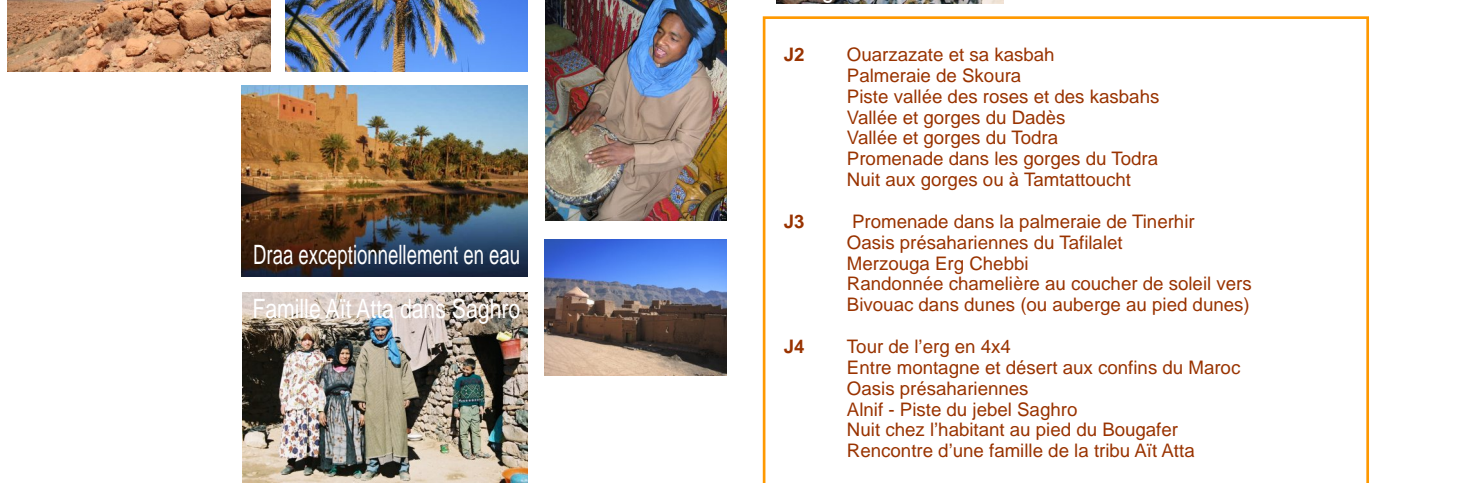 Draa exceptionnellement en eau
Famille Aït Atta dans Saghro
J2 Ouarzazate et sa kasbah
Palmeraie de Skoura
Piste vallée des roses et des kasbahs
Vallée et gorges du Dadès
Vallée et gorges du Todra
Promenade dans les gorges du Todra
Nuit aux gorges ou à Tamtattoucht
J3 Promenade dans la palmeraie de Tinerhir
Oasis présahariennes du Tafilalet
Merzouga Erg Chebbi
Randonnée chamelière au coucher de soleil vers
Bivouac dans dunes (ou auberge au pied dunes)
J4 Tour de l'erg en 4x4
Entre montagne et désert aux confins du Maroc
Oasis présahariennes
Alnif - Piste du jebel Saghro
Nuit chez l'habitant au pied du Bougafer
Rencontre d'une famille de la tribu Aït Atta